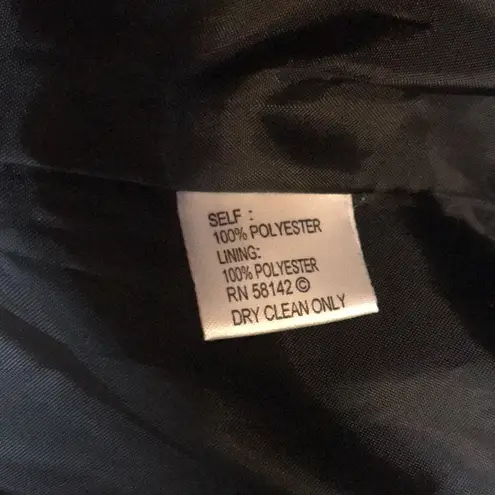 SELF :
100% POLYESTER
LINING:
100% POLYESTER
RN 58142 ©
DRY CLEAN ONLY